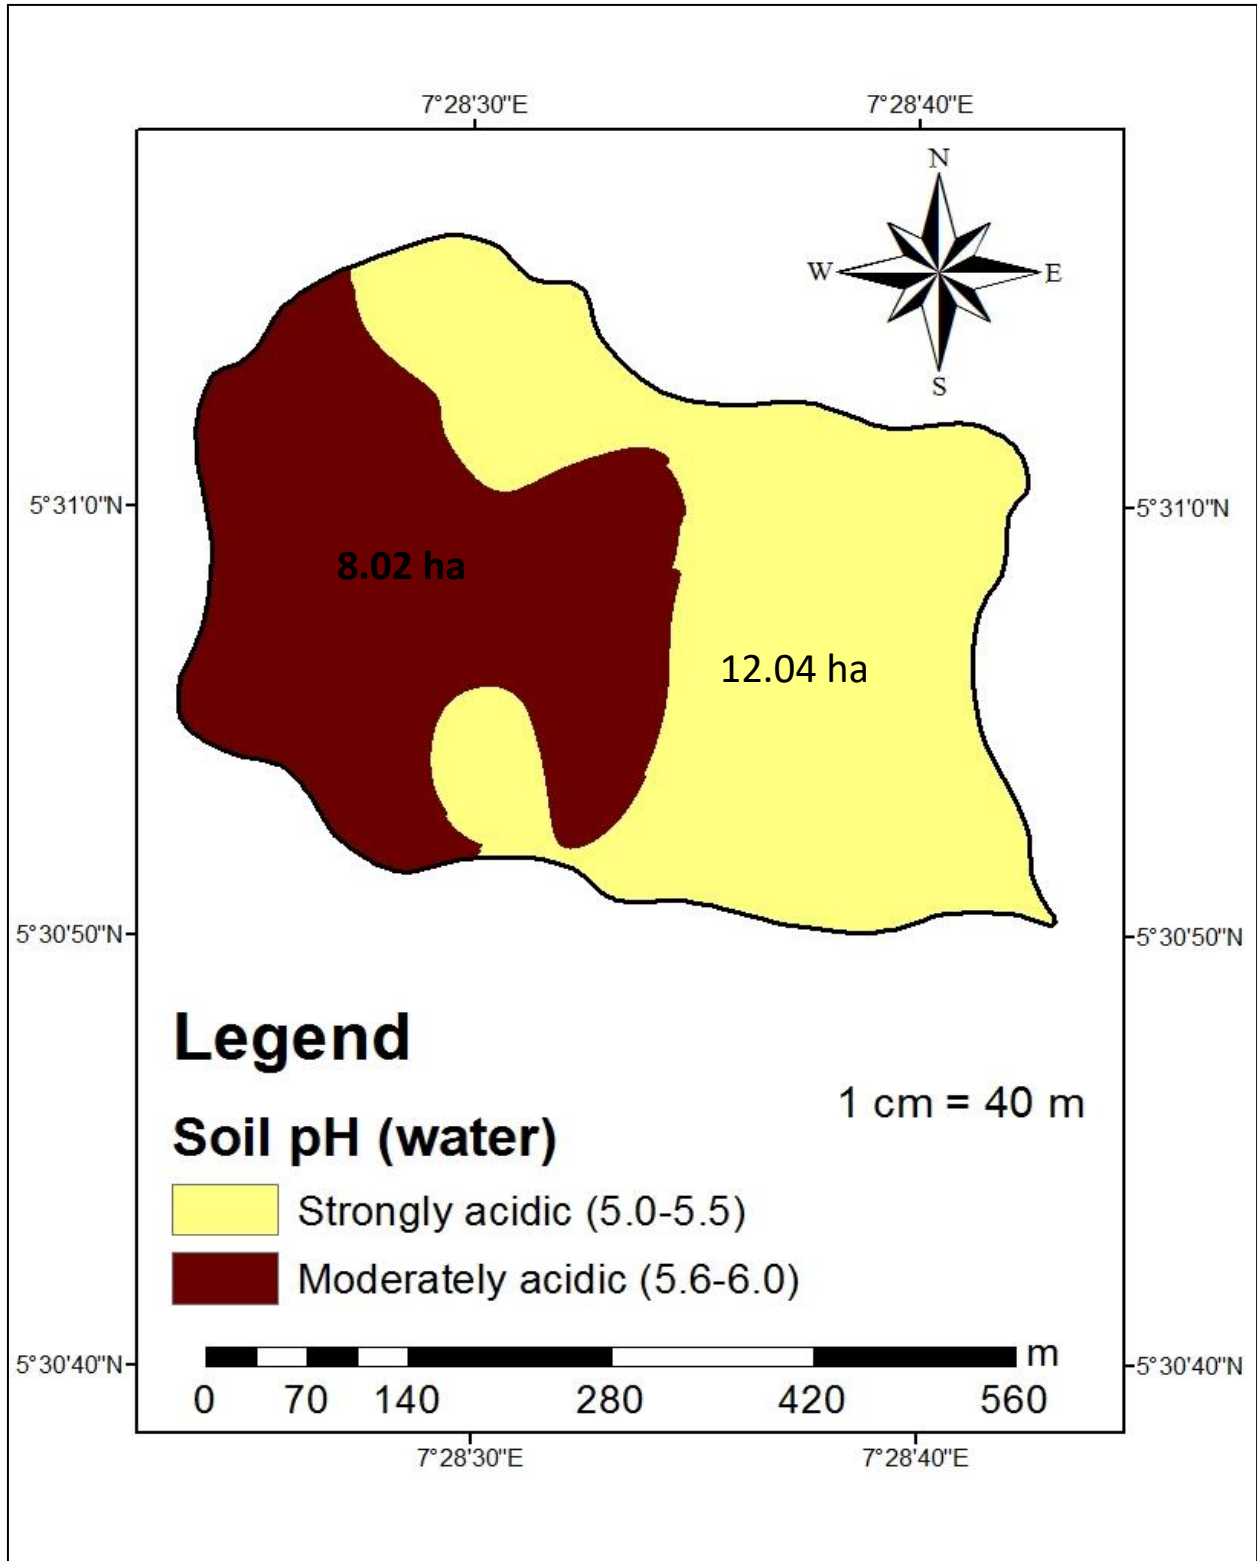 7°28'30"E 7°28'40"E
N
W E
S
5°31'0"N 5°31'0"N
8.02 ha
12.04 ha
5°30'50"N 5°30'50"N
Legend
1 cm = 40 m
Soil pH (water)
Strongly acidic (5.0-5.5)
Moderately acidic (5.6-6.0)
m
5°30'40"N 5°30'40"N
0 70 140 280 420 560
7°28'30"E 7°28'40"E